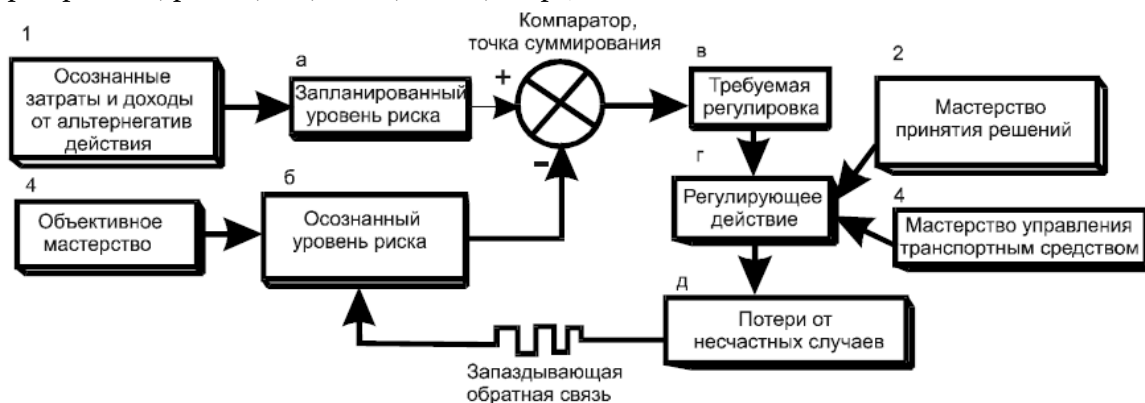 Компаратор,
точка суммирования
1
Осознанные
затраты и доходы
от альтернегатив
действия
а
Запланированный
уровень риска
+
−
в
Требуемая
регулировка
2
Мастерство
принятия решений
4
Объективное
мастерство
б
Осознанный
уровень риска
г
Регулирующее
действие
4
Мастерство управления
транспортным средством
д
Потери от
несчастных случаев
Запаздывающая
обратная связь